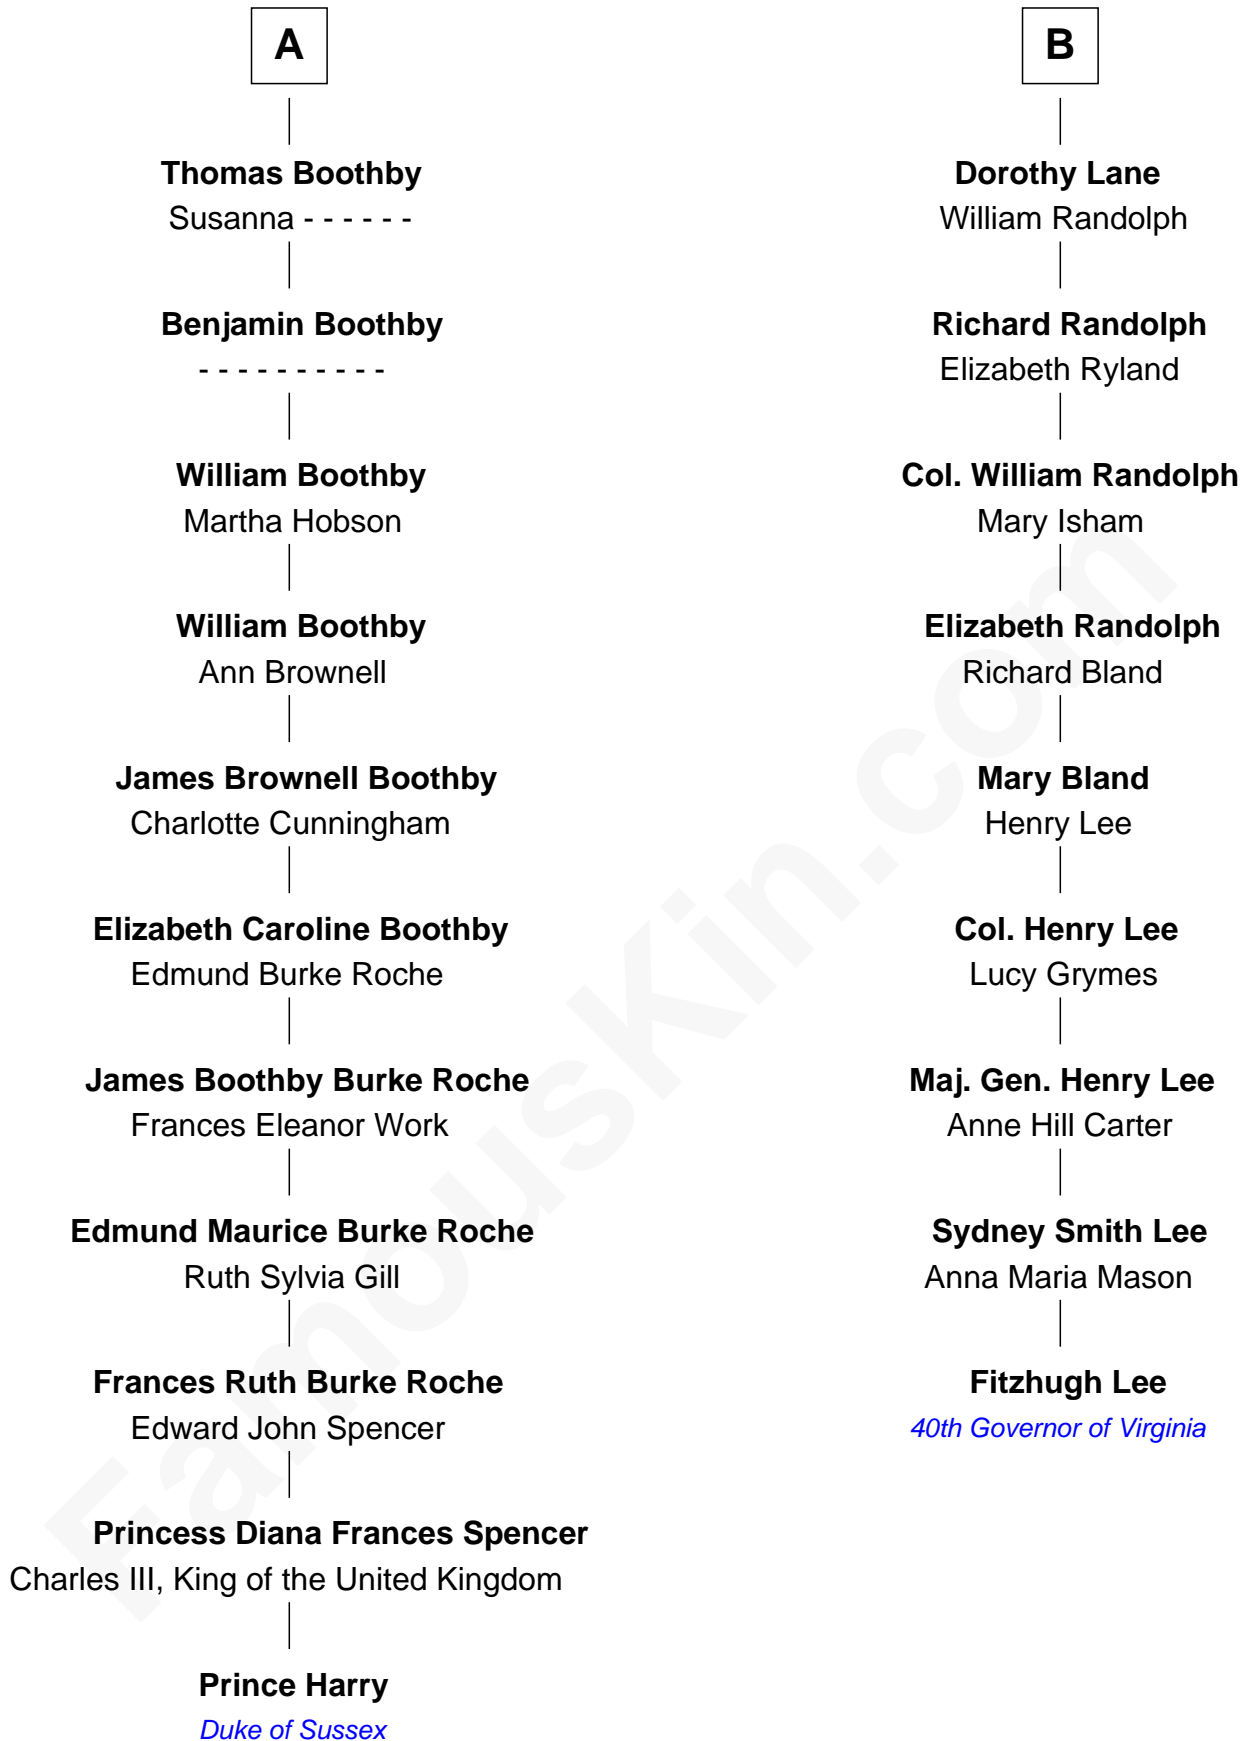 A
Thomas Boothby
Susanna - - - - - -
Benjamin Boothby
- - - - - - - - - -
William Boothby
Martha Hobson
William Boothby
Ann Brownell
James Brownell Boothby
Charlotte Cunningham
Elizabeth Caroline Boothby
Edmund Burke Roche
James Boothby Burke Roche
Frances Eleanor Work
Edmund Maurice Burke Roche
Ruth Sylvia Gill
Frances Ruth Burke Roche
Edward John Spencer
Princess Diana Frances Spencer
Charles III, King of the United Kingdom
Prince Harry
Duke of Sussex
B
Dorothy Lane
William Randolph
Richard Randolph
Elizabeth Ryland
Col. William Randolph
Mary Isham
Elizabeth Randolph
Richard Bland
Mary Bland
Henry Lee
Col. Henry Lee
Lucy Grymes
Maj. Gen. Henry Lee
Anne Hill Carter
Sydney Smith Lee
Anna Maria Mason
Fitzhugh Lee
40th Governor of Virginia
FamousKin.com